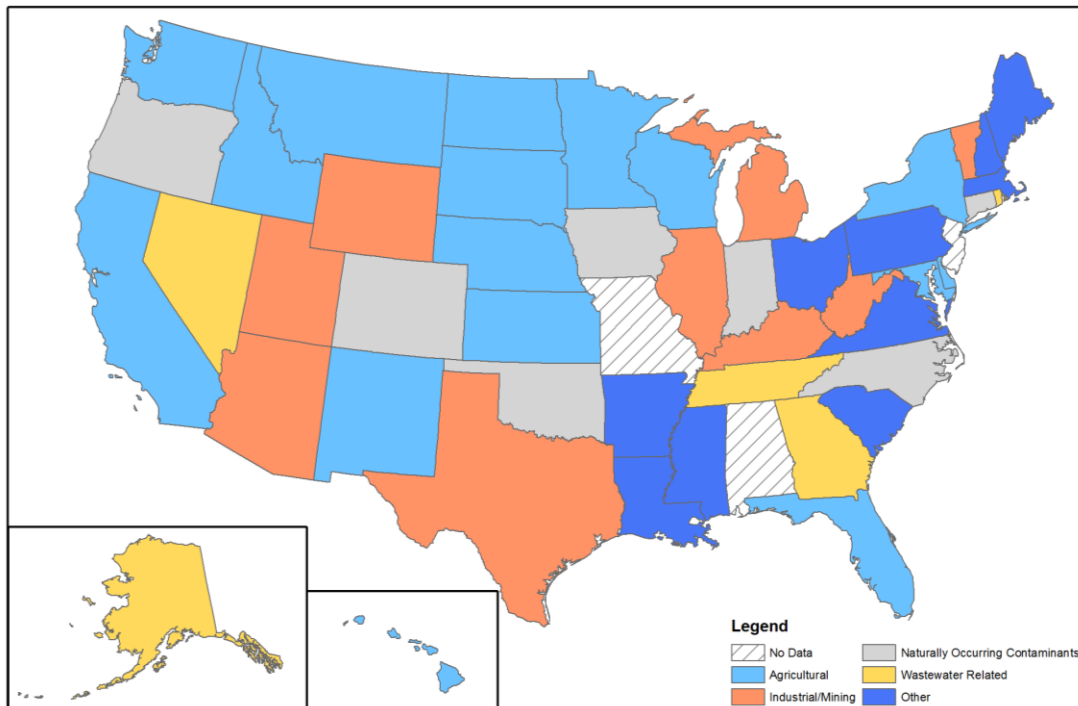 Legend
No Data
Agricultural
Industrial/Mining
Naturally Occurring Contaminants
Wastewater Related
Other